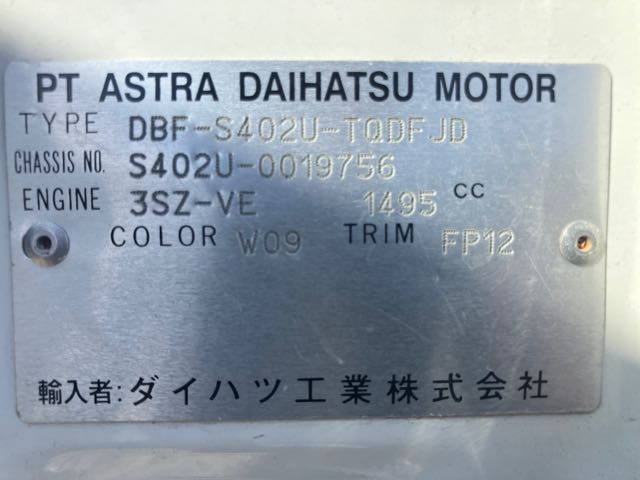 PT ASTRA DAIHATSU MOTOR
TYPE DBF-S402U-TQDFJD
CHASSIS NO. S402U-0019756
ENGINE 3SZ-VE 1495 CC
COLOR W09 TRIM FP12
輸入者:ダイハツ工業株式会社